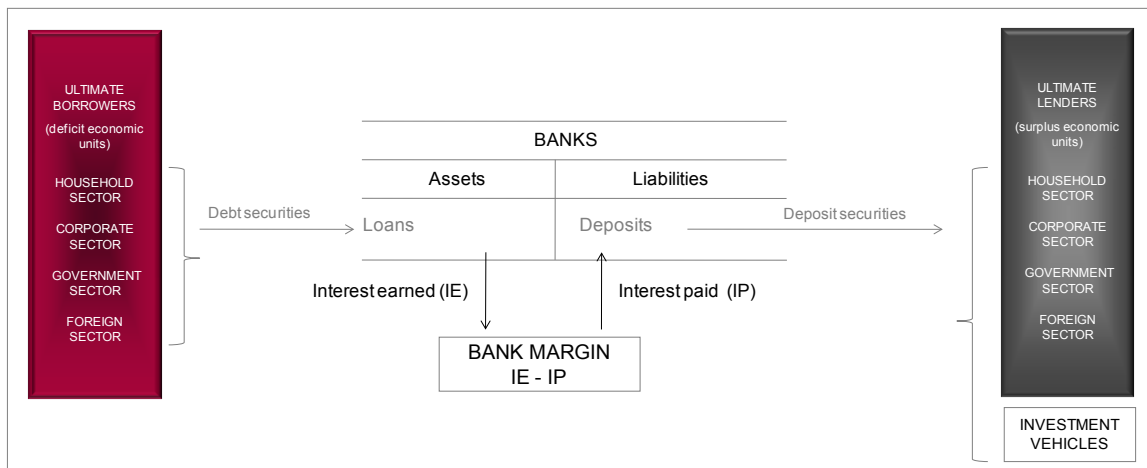 ULTIMATE
BORROWERS
(deficit economic
units)
HOUSEHOLD
SECTOR
CORPORATE
SECTOR
GOVERNMENT
SECTOR
FOREIGN
SECTOR
Debt securities
BANKS
Assets
Liabilities
Loans
Deposits
Interest earned (IE)
Interest paid (IP)
BANK MARGIN
IE - IP
Deposit securities
ULTIMATE
LENDERS
(surplus economic
units)
HOUSEHOLD
SECTOR
CORPORATE
SECTOR
GOVERNMENT
SECTOR
FOREIGN
SECTOR
INVESTMENT
VEHICLES